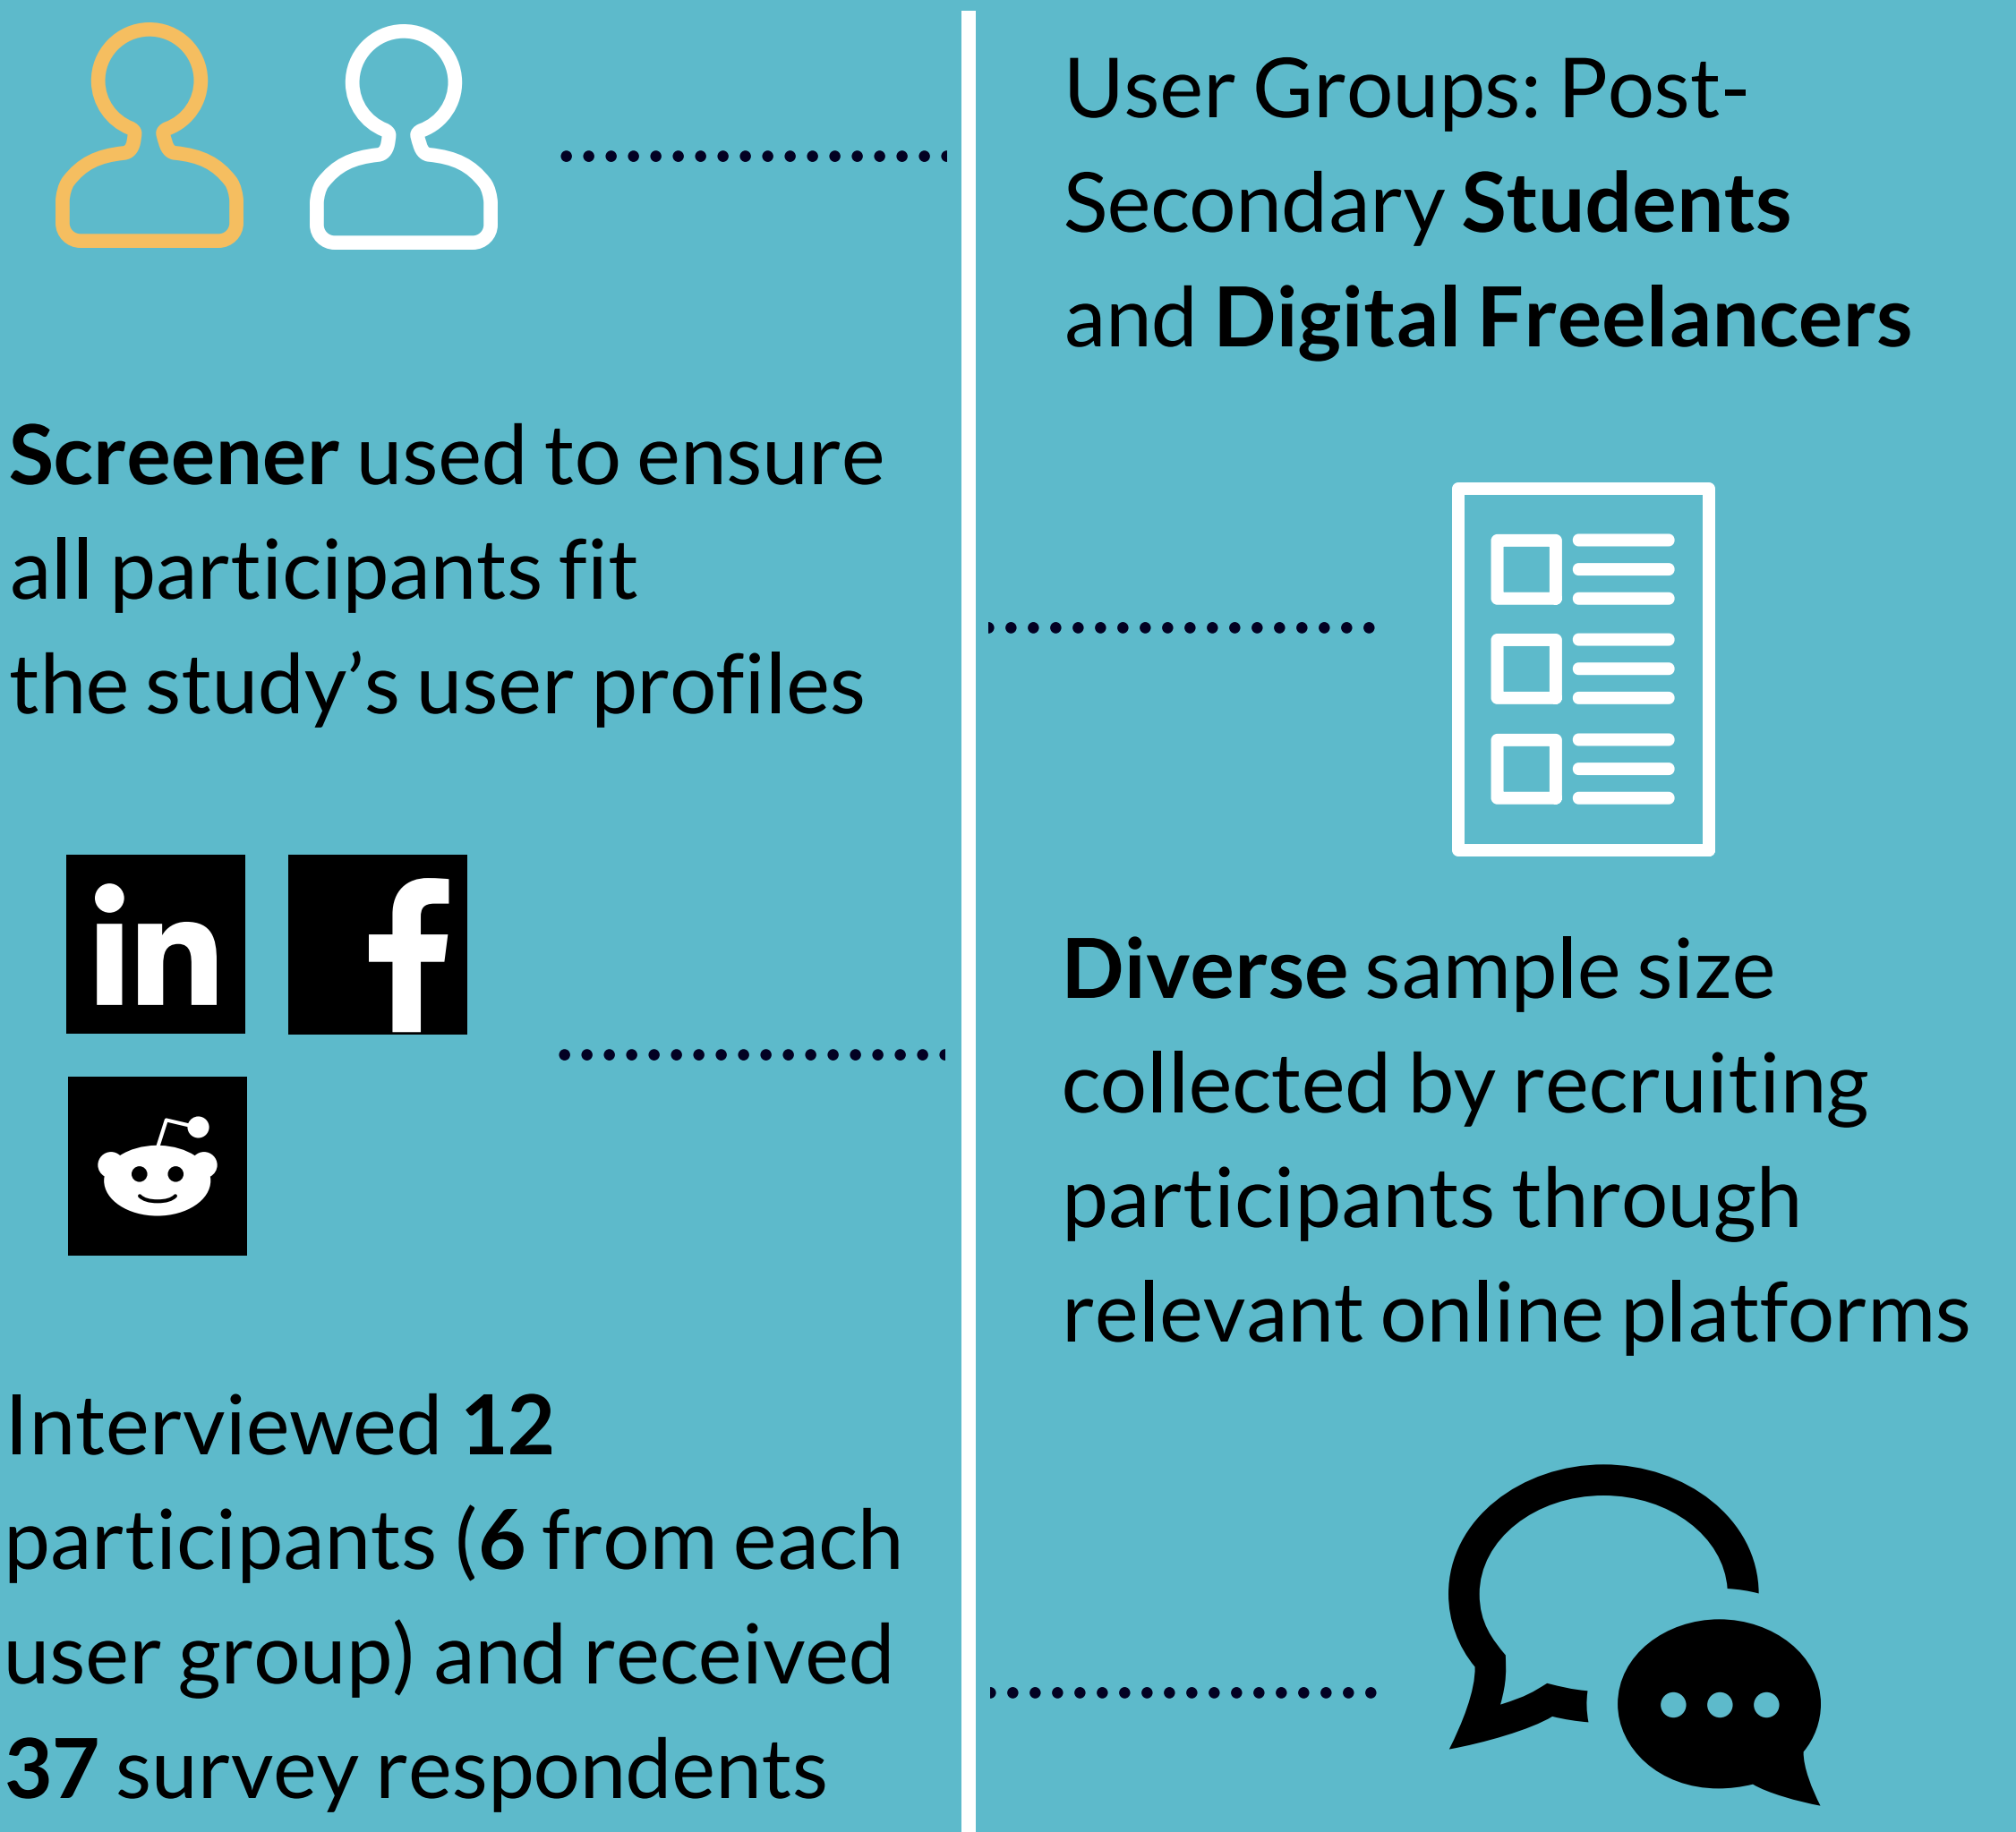 User Groups: Post-
Secondary Students
and Digital Freelancers
Screener used to ensure
all participants fit
the study’s user profiles
in f
Diverse sample size
collected by recruiting
participants through
relevant online platforms
Interviewed 12
participants (6 from each
user group) and received
37 survey respondents